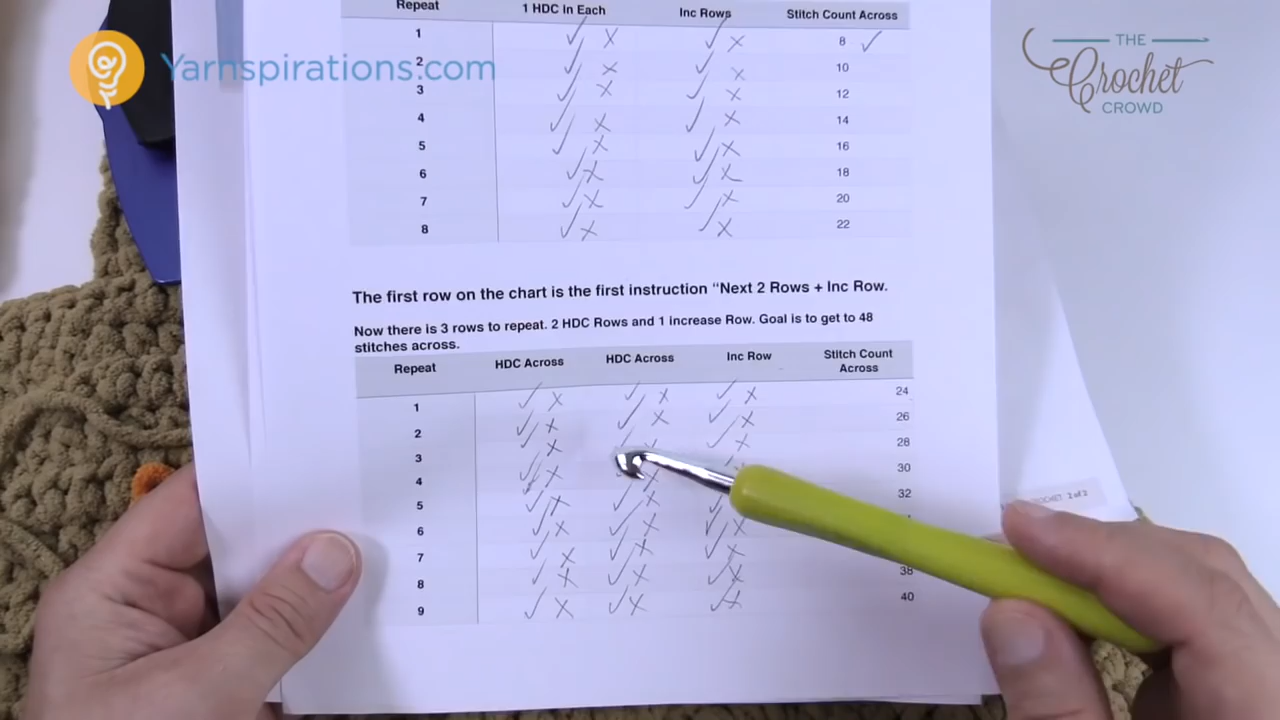 Repeat 1 HDC In Each Inc Rows Stitch Count Across
1 ✓ X ✓ X 8 ✓
2 ✓ X ✓ X 10
3 ✓ X ✓ X 12
4 ✓ X ✓ X 14
5 ✓ X ✓ X 16
6 ✓ X ✓ X 18
7 ✓ X ✓ X 20
8 ✓ X ✓ X 22
Yarnspirations.com
THE
Crochet
CROWD
The first row on the chart is the first instruction “Next 2 Rows + Inc Row.
Now there is 3 rows to repeat. 2 HDC Rows and 1 increase Row. Goal is to get to 48
stitches across.
Repeat HDC Across HDC Across Inc Row Stitch Count
Across
1 ✓ X ✓ X ✓ X 24
2 ✓ X ✓ X ✓ X 26
3 ✓ X ✓ X ✓ X 28
4 ✓ X X 30
5 ✓ X ✓ X 32
6 ✓ X ✓ X ✓ X
7 ✓ X ✓ X ✓ X 38
8 ✓ X ✓ X ✓ X
9 ✓ X ✓ X ✓ X 40
2 of 2